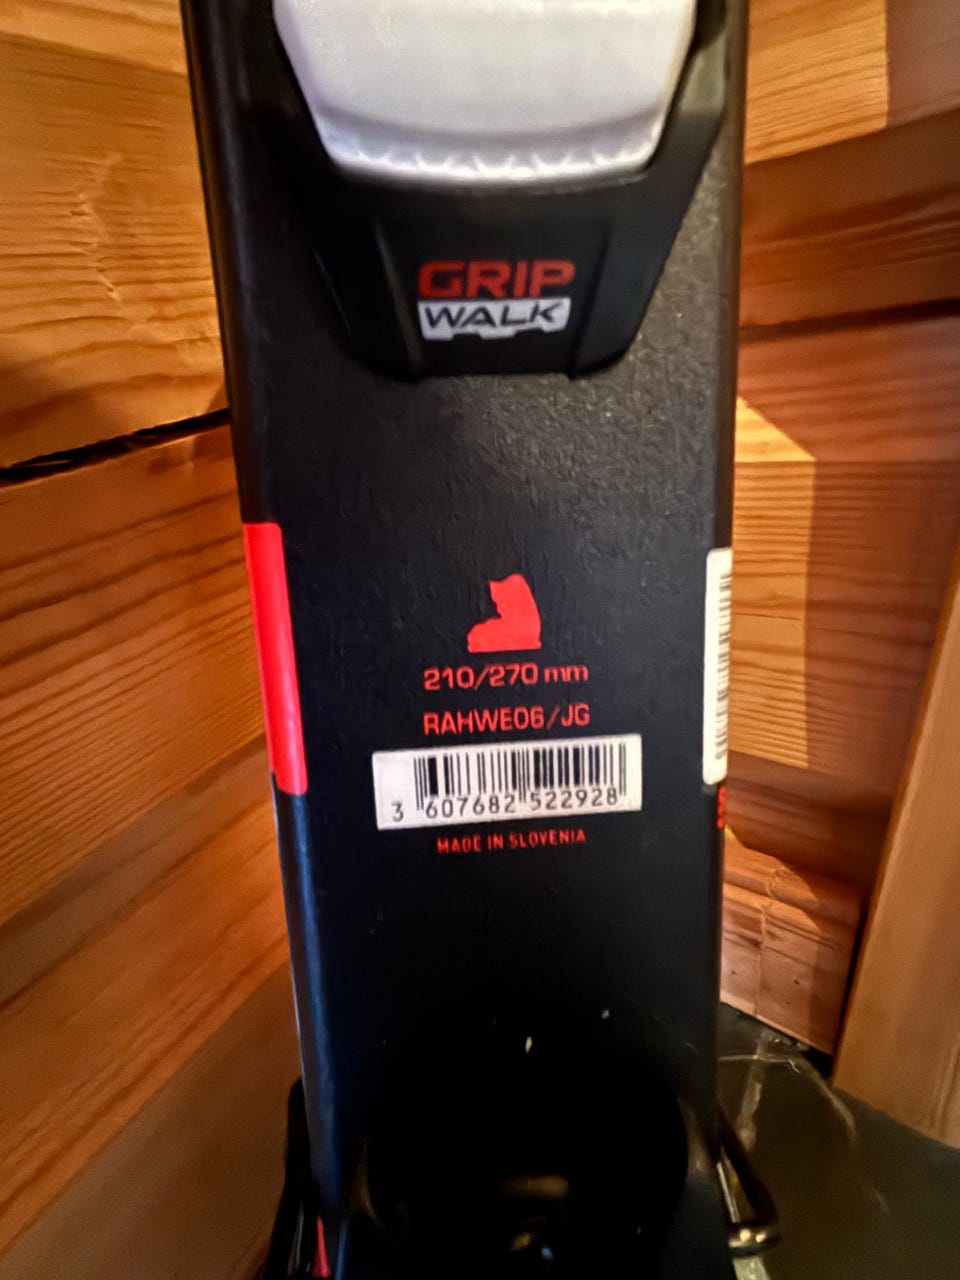 GRIP
WALK
210/270 mm
RAHWE06/JG
3 607682 522928
MADE IN SLOVENIA